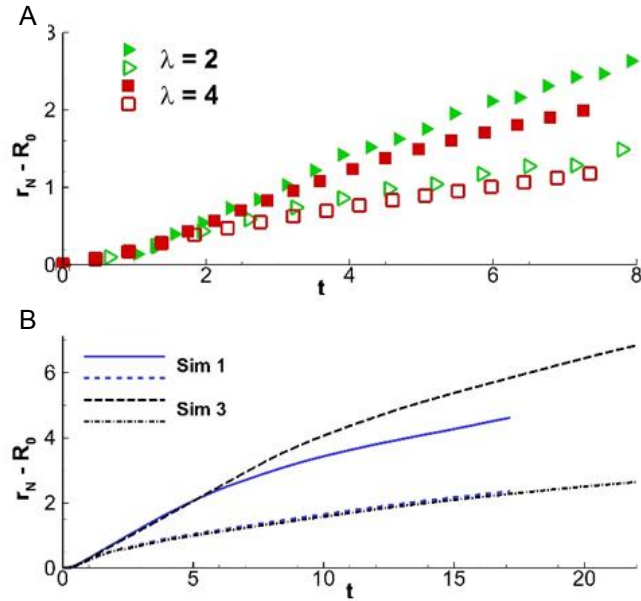 A
3
2
1
0
r_N - R_0
λ = 2
λ = 4
0 2 4 6 8
t
B
6
4
2
0
r_N - R_0
Sim 1
Sim 3
0 5 10 15 20
t